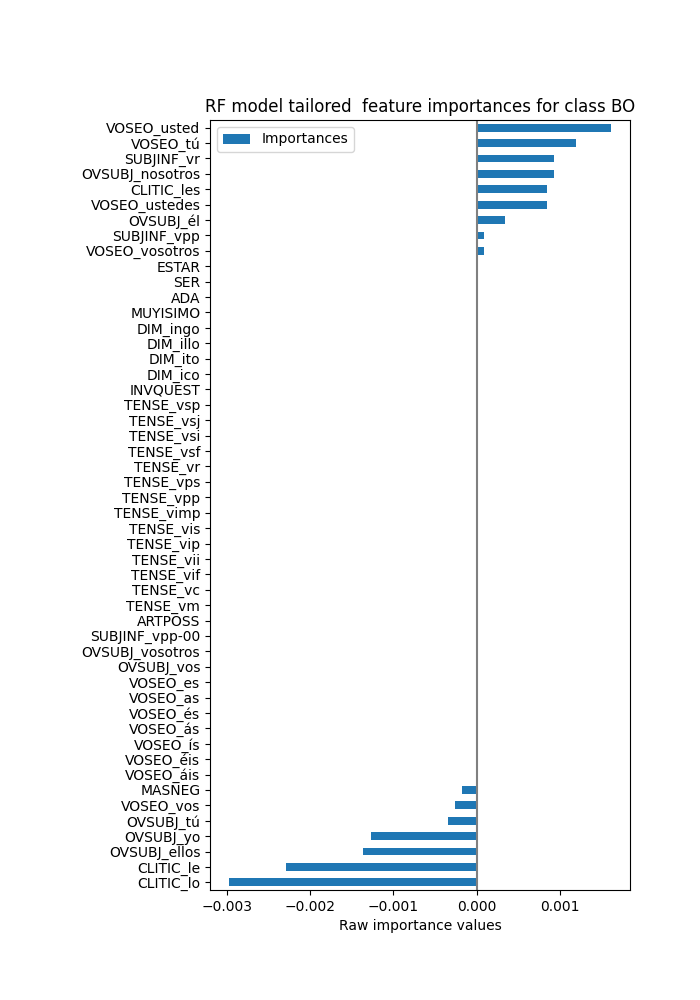 RF model tailored  feature importances for class BO
Importances
VOSEO_usted
VOSEO_tú
SUBJINF_vr
OVSUBJ_nosotros
CLITIC_les
VOSEO_ustedes
OVSUBJ_él
SUBJINF_vpp
VOSEO_vosotros
ESTAR
SER
ADA
MUYISIMO
DIM_ingo
DIM_illo
DIM_ito
DIM_ico
INVQUEST
TENSE_vsp
TENSE_vsj
TENSE_vsi
TENSE_vsf
TENSE_vr
TENSE_vps
TENSE_vpp
TENSE_vimp
TENSE_vis
TENSE_vip
TENSE_vii
TENSE_vif
TENSE_vc
TENSE_vm
ARTPOSS
SUBJINF_vpp-00
OVSUBJ_vosotros
OVSUBJ_vos
VOSEO_es
VOSEO_as
VOSEO_és
VOSEO_ás
VOSEO_ís
VOSEO_éis
VOSEO_áis
MASNEG
VOSEO_vos
OVSUBJ_tú
OVSUBJ_yo
OVSUBJ_ellos
CLITIC_le
CLITIC_lo
−0.003 −0.002 −0.001 0.000 0.001
Raw importance values